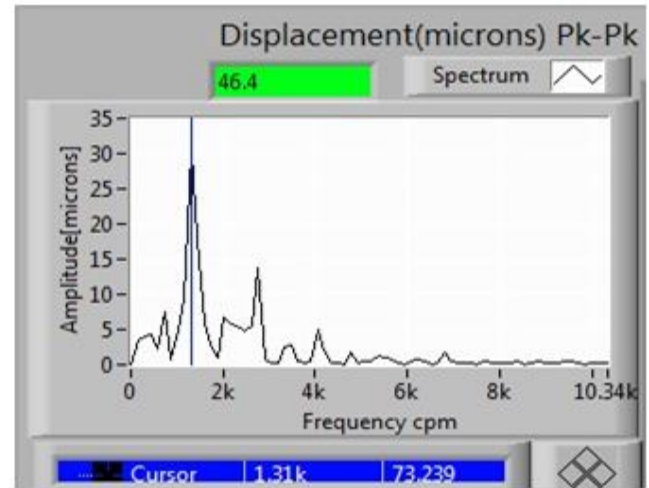 Displacement(microns) Pk-Pk
46.4
Spectrum
Amplitude[microns]
35
30
25
20
15
10
5
0
0 2k 4k 6k 8k 10.34k
Frequency cpm
Cursor 1.31k 73.239